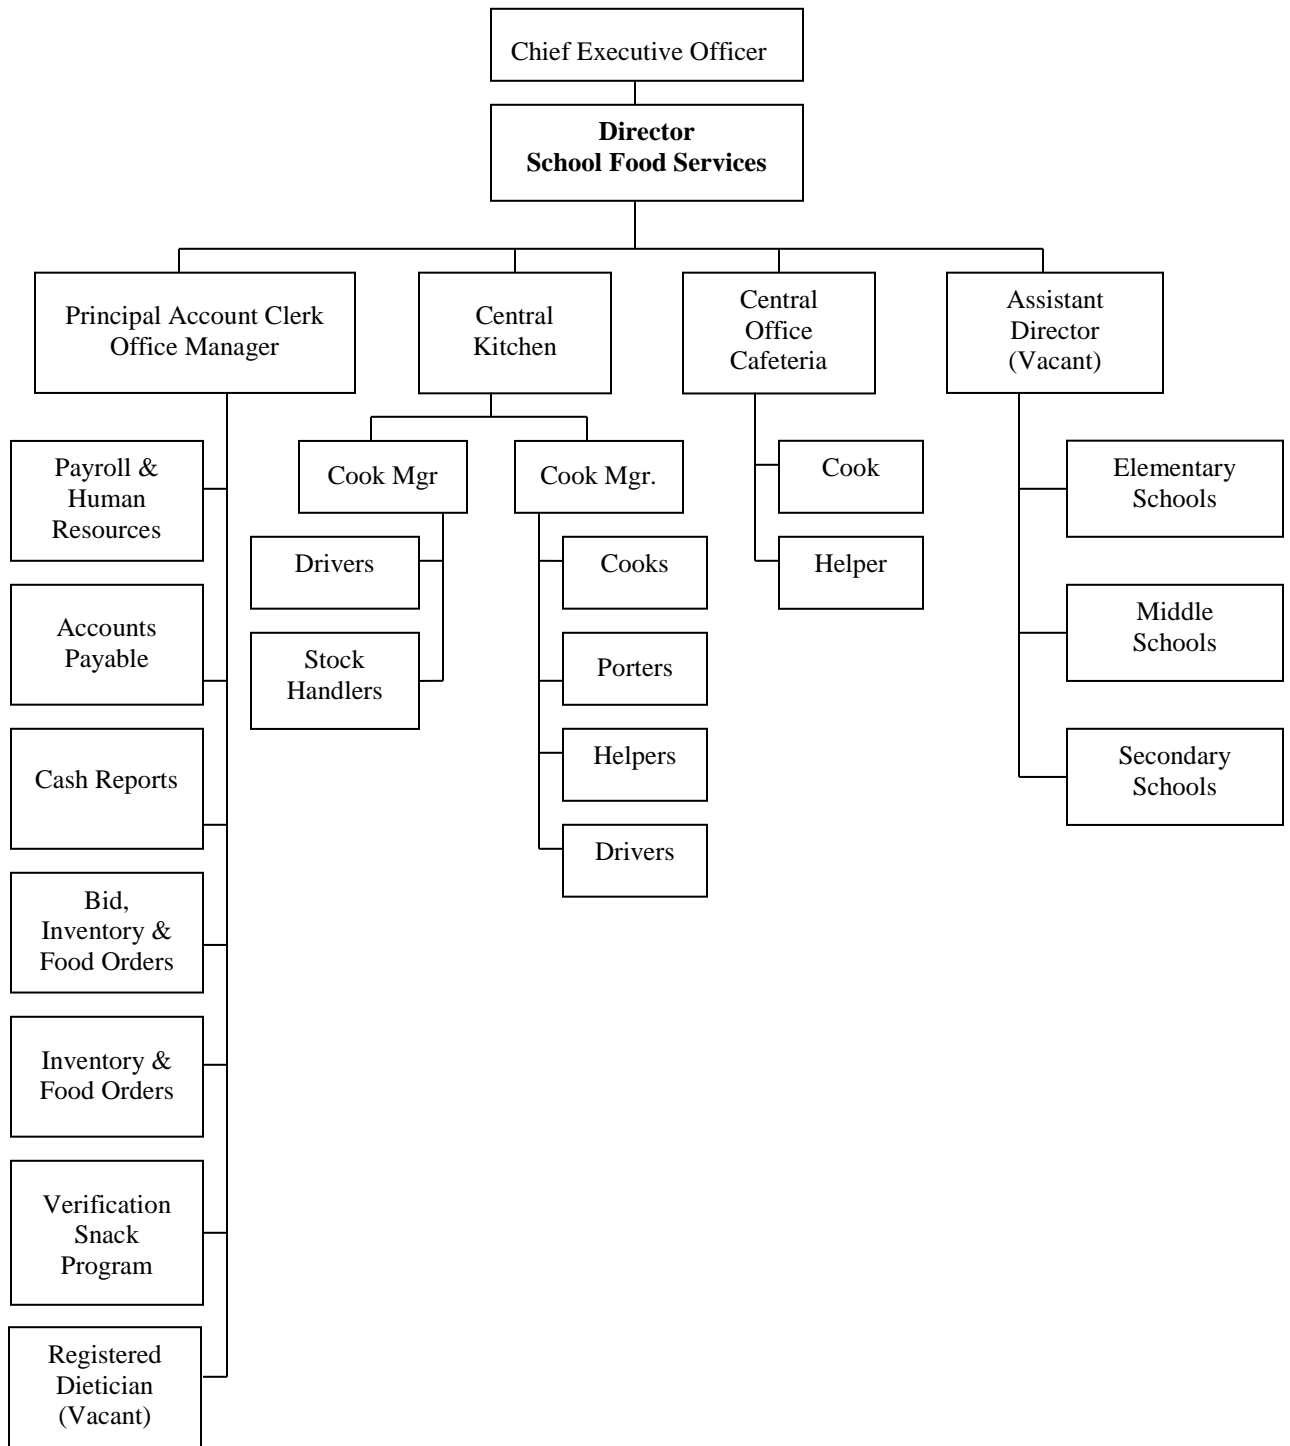 Chief Executive Officer
Director
School Food Services
Principal Account Clerk
Office Manager
Central
Kitchen
Central
Office
Cafeteria
Assistant
Director
(Vacant)
Payroll &
Human
Resources
Accounts
Payable
Cash Reports
Bid,
Inventory &
Food Orders
Inventory &
Food Orders
Verification
Snack
Program
Registered
Dietician
(Vacant)
Cook Mgr
Drivers
Stock
Handlers
Cook Mgr.
Cooks
Porters
Helpers
Drivers
Cook
Helper
Elementary
Schools
Middle
Schools
Secondary
Schools